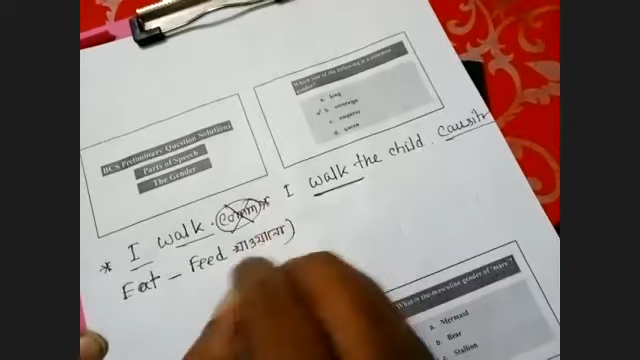 BCS Preliminary Question Solutions
Parts of Speech
The Gender
Which one of the following is a common gender?
a. king
✓ b. sovereign
c. emperor
d. queen
* I walk. (comm
* I walk the child.
Eat – Feed খাওয়ানো)
What is the masculine gender of 'mare'?
a. Mermaid
b. Bear
c. Stallion